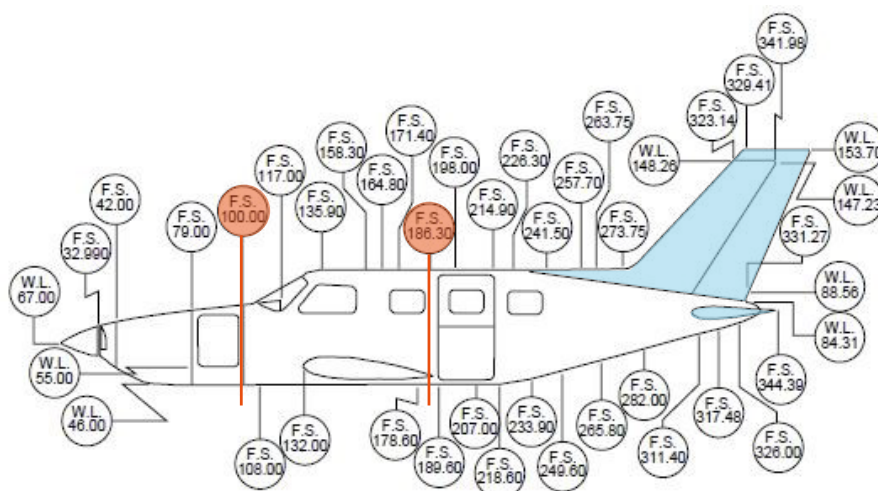 F.S.
341.98
F.S.
329.41
F.S.
323.14
F.S.
263.75
F.S.
171.40
F.S.
158.30
F.S.
226.30
W.L.
148.26
W.L.
153.70
F.S.
117.00
F.S.
164.80
F.S.
198.00
F.S.
257.70
F.S.
42.00
F.S.
79.00
F.S.
100.00
F.S.
135.90
F.S.
186.30
F.S.
214.90
F.S.
241.50
F.S.
273.75
W.L.
147.23
F.S.
331.27
F.S.
32.990
W.L.
67.00
W.L.
88.56
W.L.
84.31
W.L.
55.00
W.L.
46.00
F.S.
108.00
F.S.
132.00
F.S.
178.60
F.S.
189.60
F.S.
207.00
F.S.
218.60
F.S.
233.90
F.S.
249.60
F.S.
265.80
F.S.
282.00
F.S.
311.40
F.S.
317.48
F.S.
326.00
F.S.
344.39